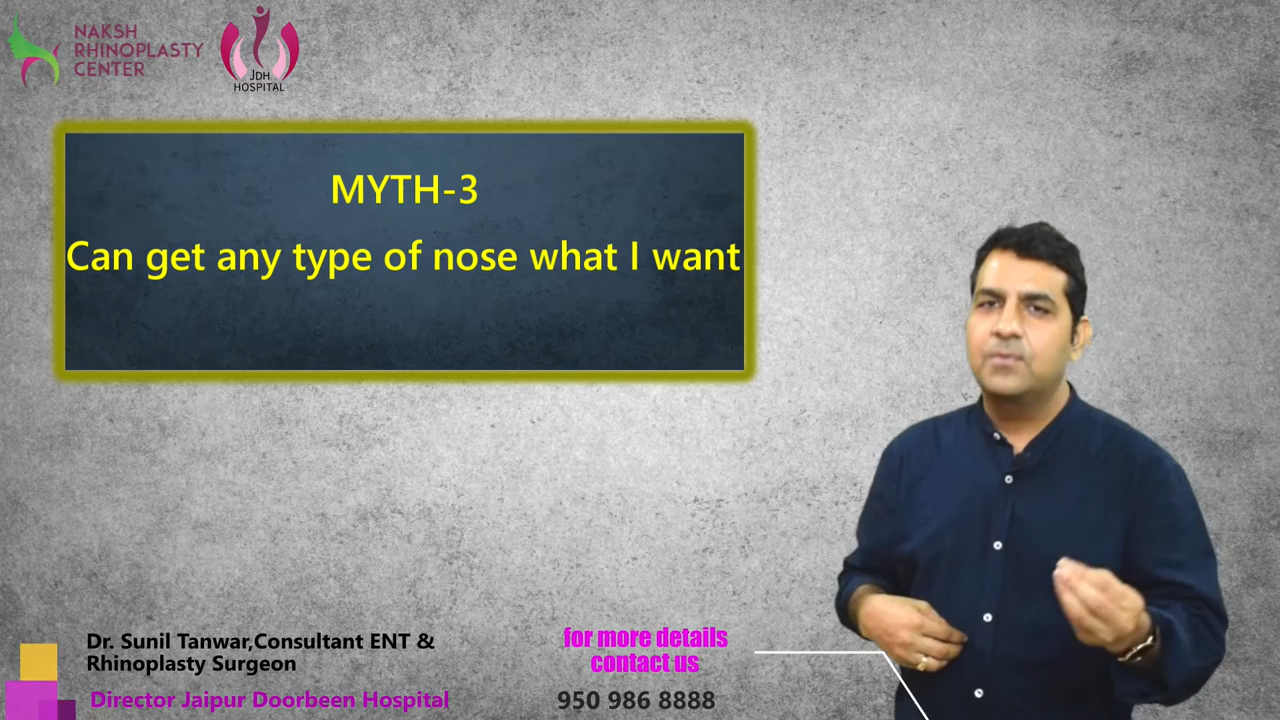 NAKSH
RHINOPLASTY
CENTER
JDH
HOSPITAL
MYTH-3
Can get any type of nose what I want
Dr. Sunil Tanwar,Consultant ENT &
Rhinoplasty Surgeon
Director Jaipur Doorbeen Hospital
for more details
contact us
950 986 8888